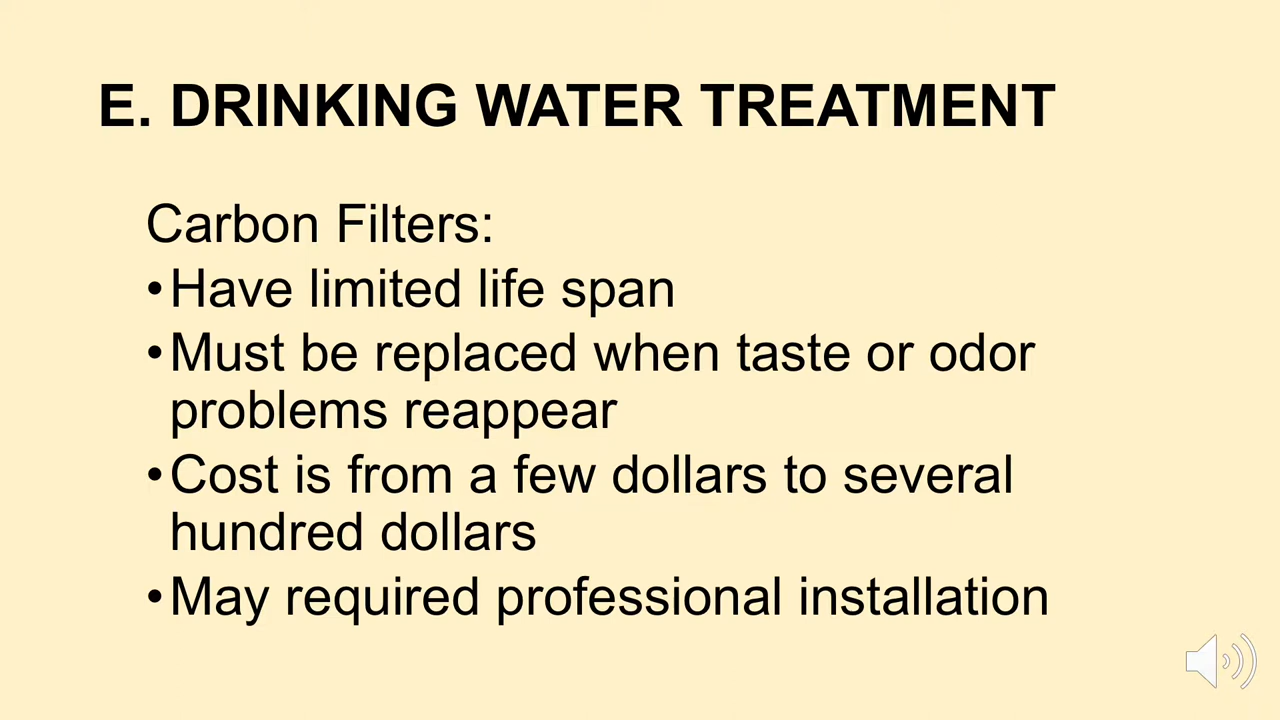 E. DRINKING WATER TREATMENT
Carbon Filters:
•Have limited life span
•Must be replaced when taste or odor
problems reappear
•Cost is from a few dollars to several
hundred dollars
•May required professional installation